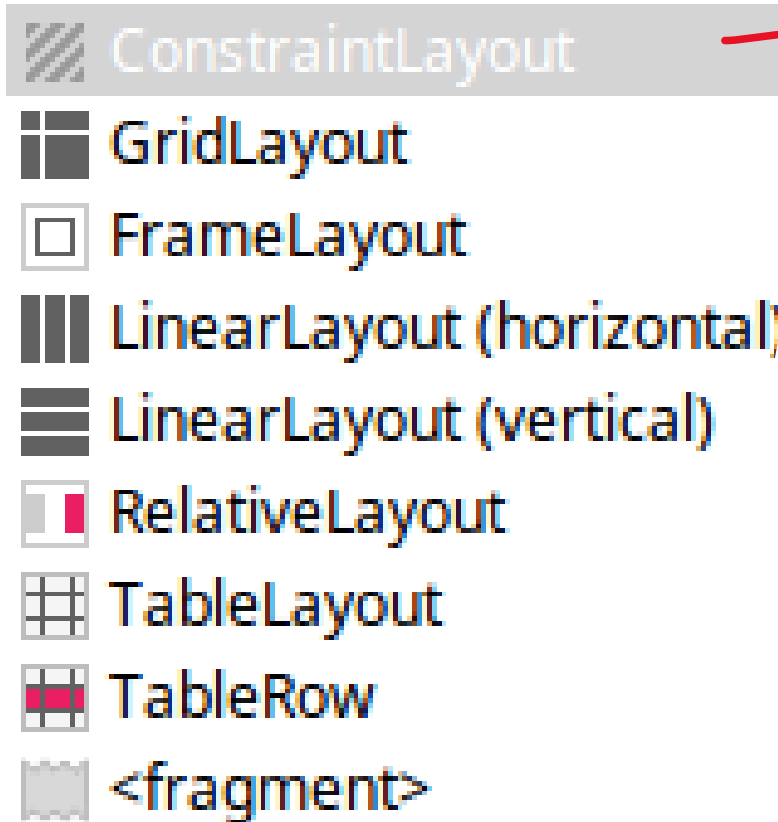 ConstraintLayout
GridLayout
FrameLayout
LinearLayout (horizontal)
LinearLayout (vertical)
RelativeLayout
TableLayout
TableRow
<fragment>